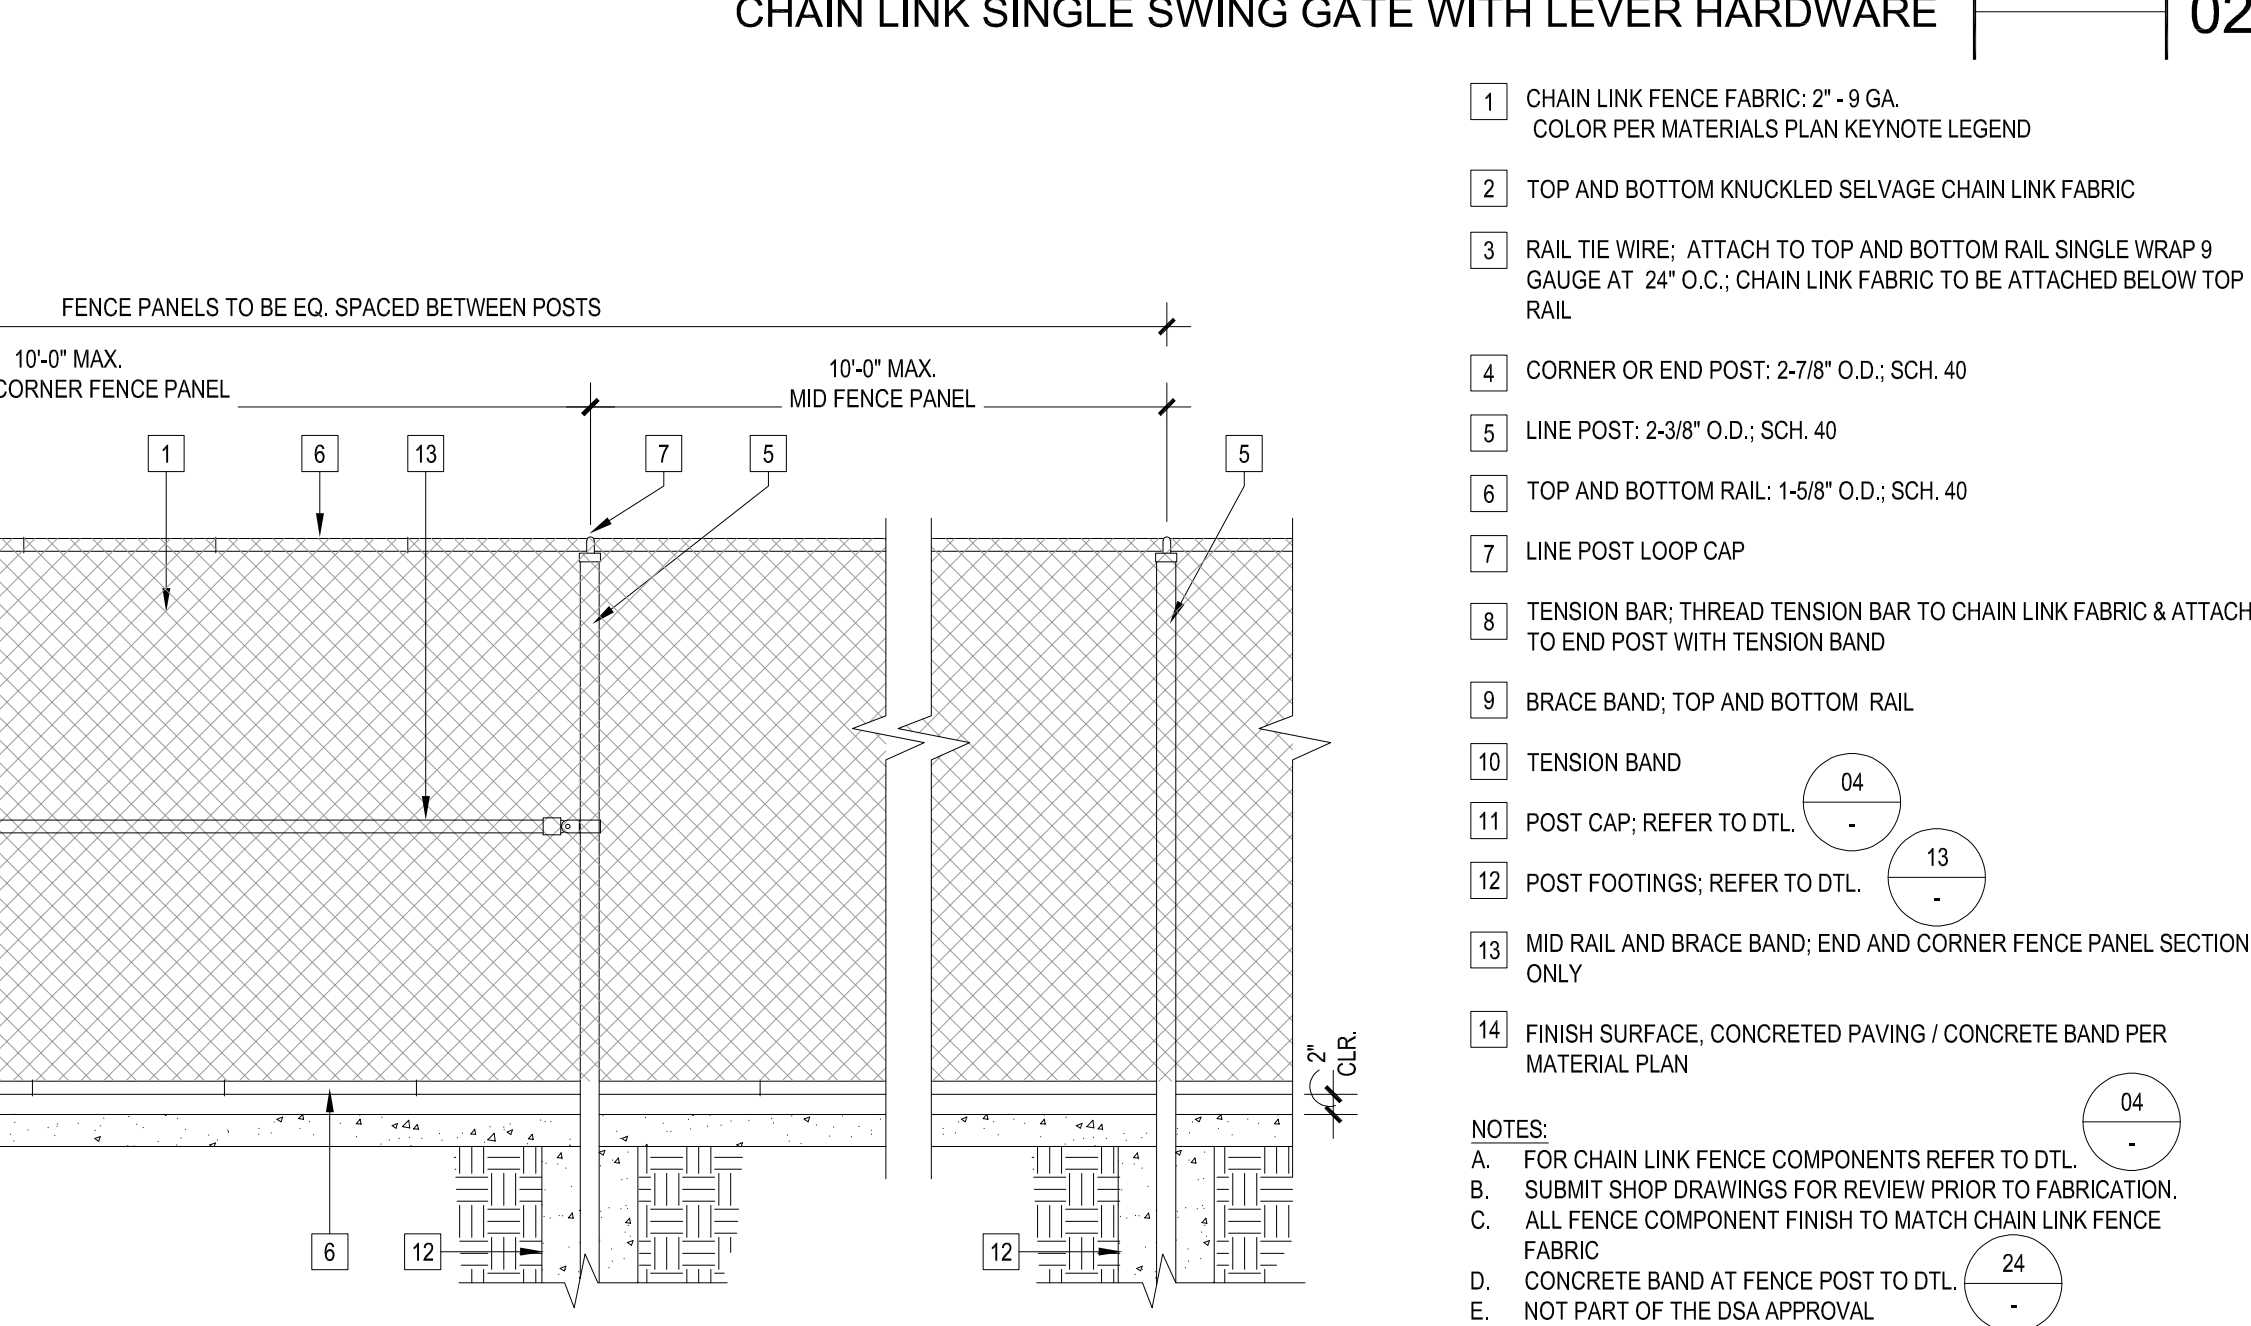 CHAIN LINK SINGLE SWING GATE WITH LEVER HARDWARE
02
FENCE PANELS TO BE EQ. SPACED BETWEEN POSTS
10'-0" MAX.
CORNER FENCE PANEL
10'-0" MAX.
MID FENCE PANEL
1
6
13
7
5
5
2"
CLR.
6
12
12
1 CHAIN LINK FENCE FABRIC: 2" - 9 GA.
COLOR PER MATERIALS PLAN KEYNOTE LEGEND
2 TOP AND BOTTOM KNUCKLED SELVAGE CHAIN LINK FABRIC
3 RAIL TIE WIRE; ATTACH TO TOP AND BOTTOM RAIL SINGLE WRAP 9
GAUGE AT 24" O.C.; CHAIN LINK FABRIC TO BE ATTACHED BELOW TOP
RAIL
4 CORNER OR END POST: 2-7/8" O.D.; SCH. 40
5 LINE POST: 2-3/8" O.D.; SCH. 40
6 TOP AND BOTTOM RAIL: 1-5/8" O.D.; SCH. 40
7 LINE POST LOOP CAP
8 TENSION BAR; THREAD TENSION BAR TO CHAIN LINK FABRIC & ATTACH
TO END POST WITH TENSION BAND
9 BRACE BAND; TOP AND BOTTOM RAIL
10 TENSION BAND
11 POST CAP; REFER TO DTL.
04
-
12 POST FOOTINGS; REFER TO DTL.
13
-
13 MID RAIL AND BRACE BAND; END AND CORNER FENCE PANEL SECTION
ONLY
14 FINISH SURFACE, CONCRETED PAVING / CONCRETE BAND PER
MATERIAL PLAN
NOTES:
A. FOR CHAIN LINK FENCE COMPONENTS REFER TO DTL.
04
-
B. SUBMIT SHOP DRAWINGS FOR REVIEW PRIOR TO FABRICATION.
C. ALL FENCE COMPONENT FINISH TO MATCH CHAIN LINK FENCE
FABRIC
D. CONCRETE BAND AT FENCE POST TO DTL.
24
-
E. NOT PART OF THE DSA APPROVAL